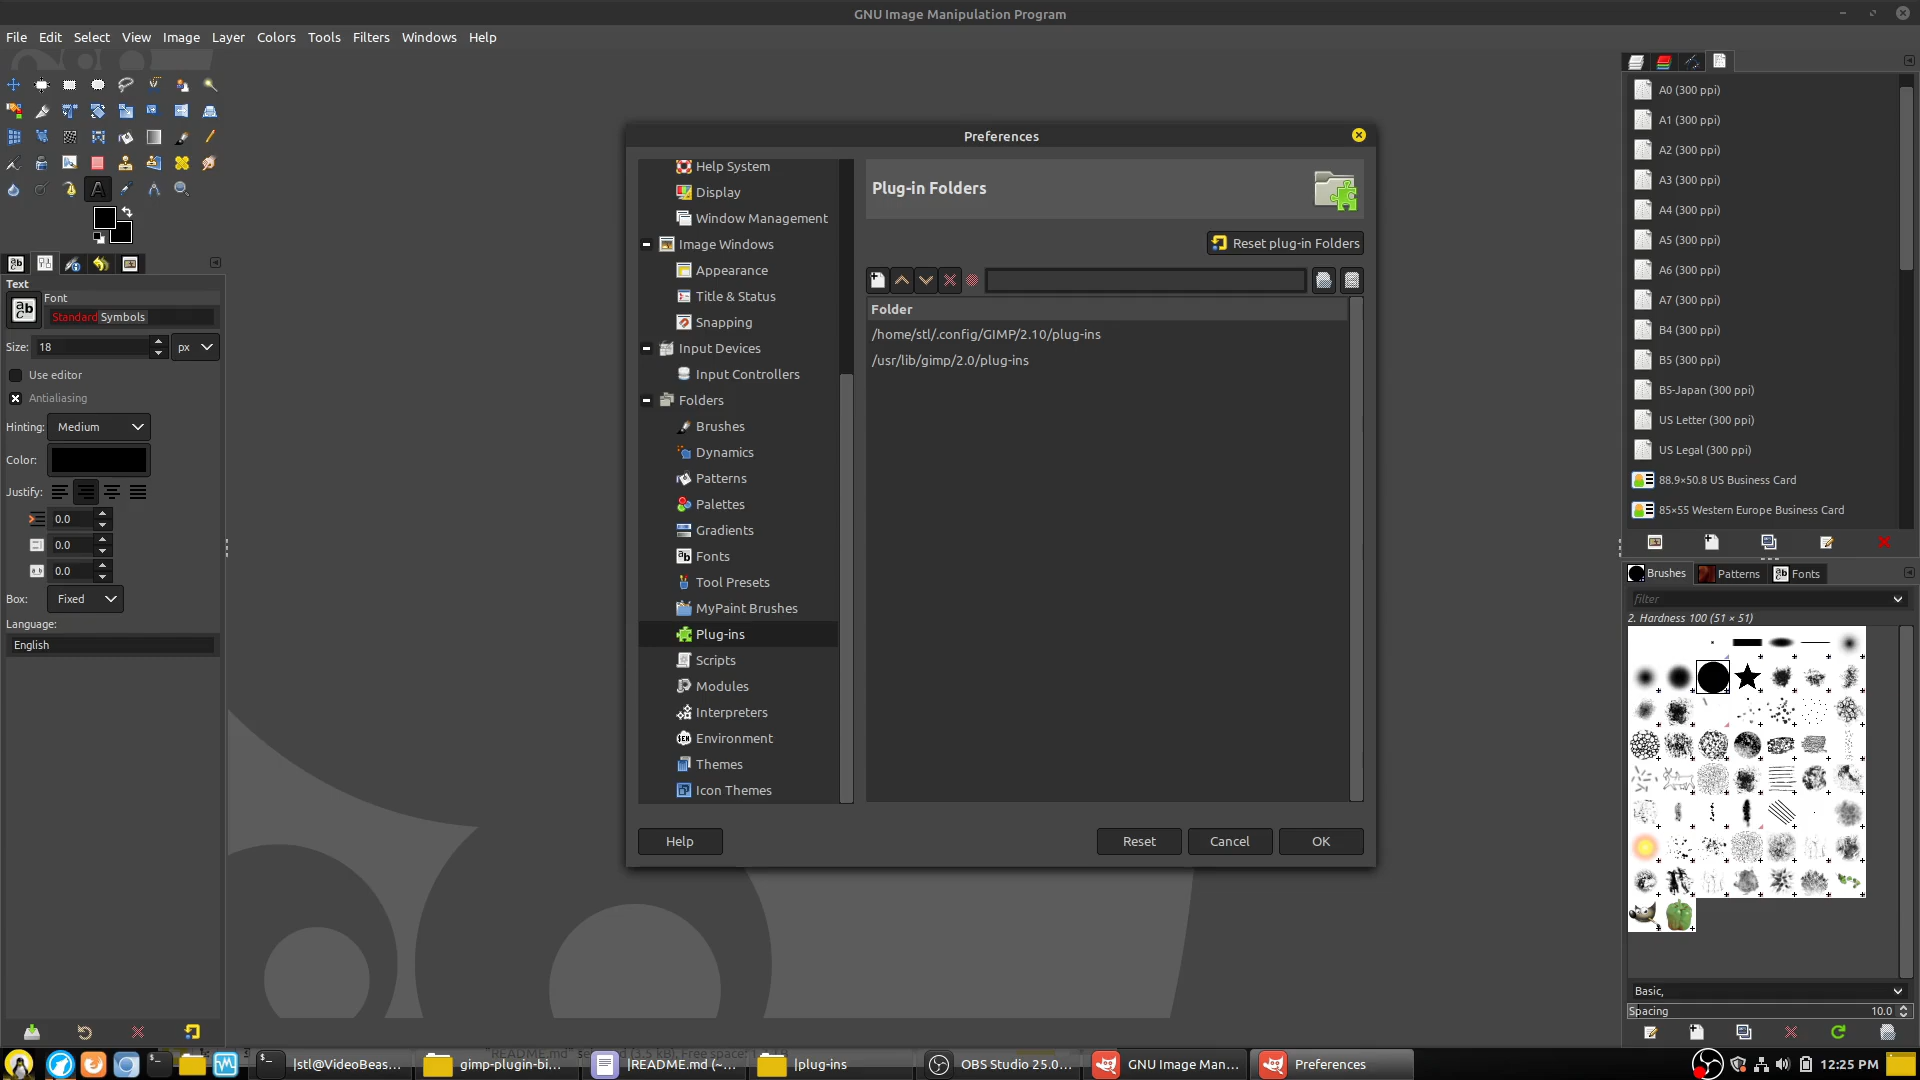 GNU Image Manipulation Program
File Edit Select View Image Layer Colors Tools Filters Windows Help
Text
Font
Standard Symbols
Size: 18 px
Use editor
Antialiasing
Hinting: Medium
Color:
Justify:
0.0
0.0
0.0
Box: Fixed
Language:
English
Preferences
Help System
Display
Window Management
Image Windows
Appearance
Title & Status
Snapping
Input Devices
Input Controllers
Folders
Brushes
Dynamics
Patterns
Palettes
Gradients
Fonts
Tool Presets
MyPaint Brushes
Plug-ins
Scripts
Modules
Interpreters
Environment
Themes
Icon Themes
Plug-in Folders
Reset plug-in Folders
Folder
/home/stl/.config/GIMP/2.10/plug-ins
/usr/lib/gimp/2.0/plug-ins
Help Reset Cancel OK
A0 (300 ppi)
A1 (300 ppi)
A2 (300 ppi)
A3 (300 ppi)
A4 (300 ppi)
A5 (300 ppi)
A6 (300 ppi)
A7 (300 ppi)
B4 (300 ppi)
B5 (300 ppi)
B5-Japan (300 ppi)
US Letter (300 ppi)
US Legal (300 ppi)
88.9×50.8 US Business Card
85×55 Western Europe Business Card
Brushes Patterns Fonts
filter
2. Hardness 100 (51 × 51)
Basic,
Spacing 10.0
|stl@VideoBeas... gimp-plugin-bi... |README.md (~... |plug-ins OBS Studio 25.0... GNU Image Man... Preferences 12:25 PM